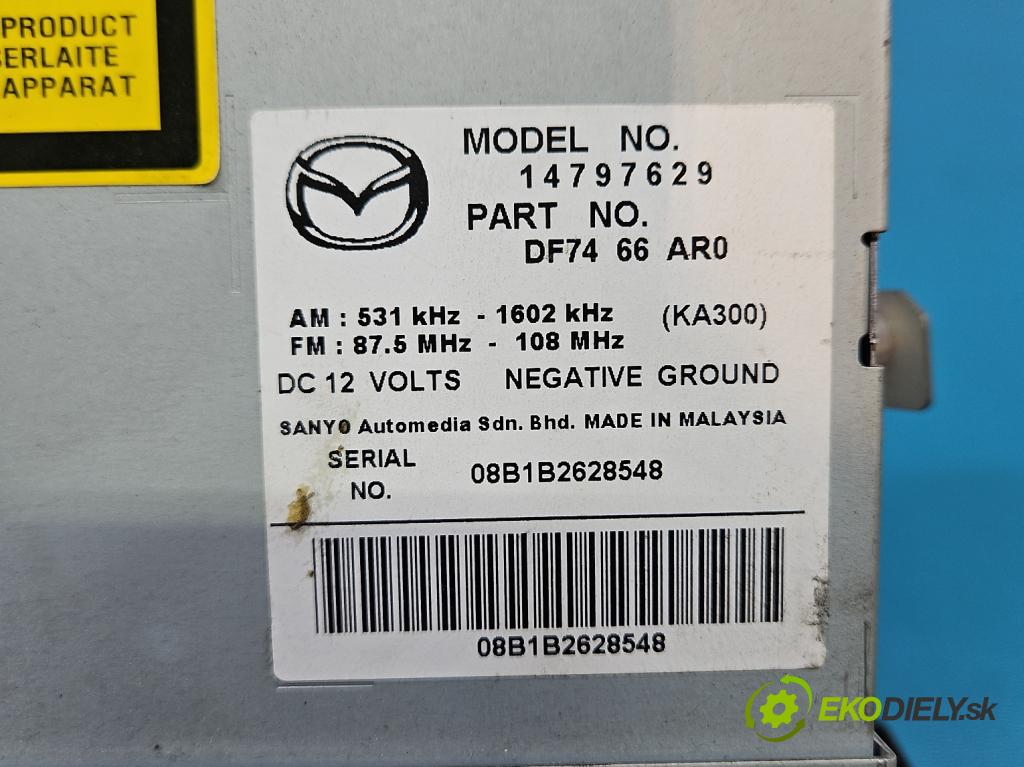 PRODUCT
ERLAITE
APPARAT
MODEL NO.
14797629
PART NO.
DF74 66 AR0
AM : 531 kHz - 1602 kHz (KA300)
FM : 87.5 MHz - 108 MHz
DC 12 VOLTS NEGATIVE GROUND
SANYO Automedia Sdn. Bhd. MADE IN MALAYSIA
SERIAL NO. 08B1B2628548
08B1B2628548
EKODIELY.sk